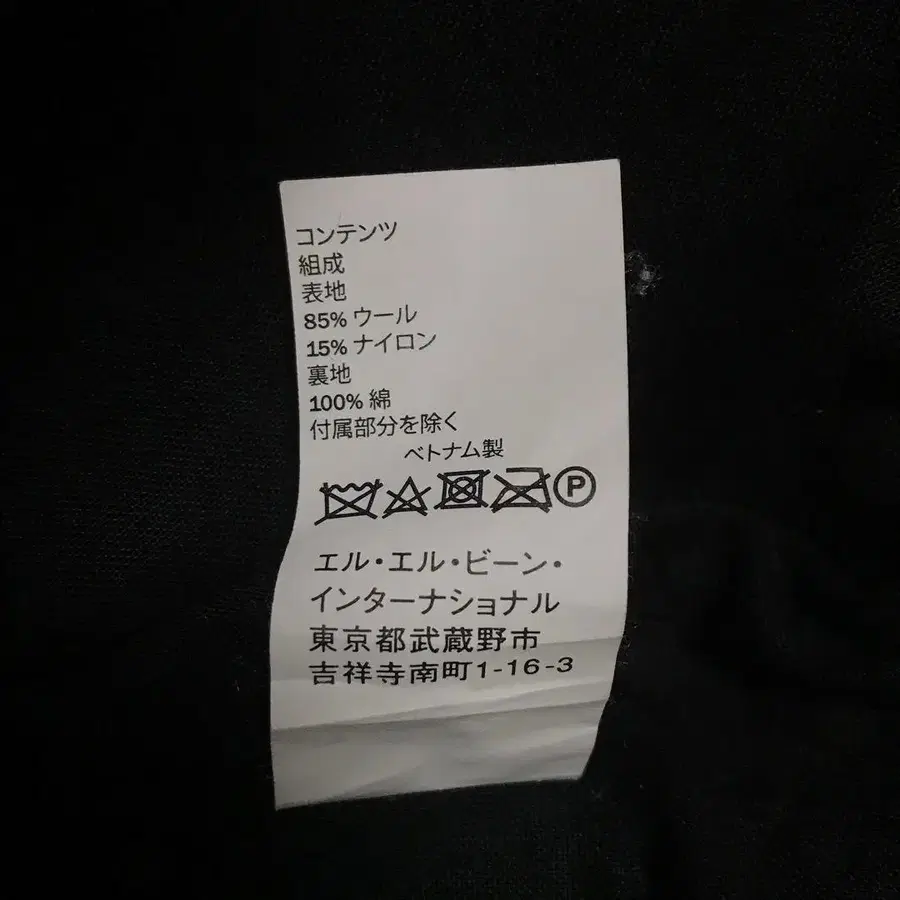 コンテンツ
組成
表地
85% ウール
15% ナイロン
裏地
100% 綿
付属部分を除く
ベトナム製
P
エル・エル・ビーン・
インターナショナル
東京都武蔵野市
吉祥寺南町1-16-3